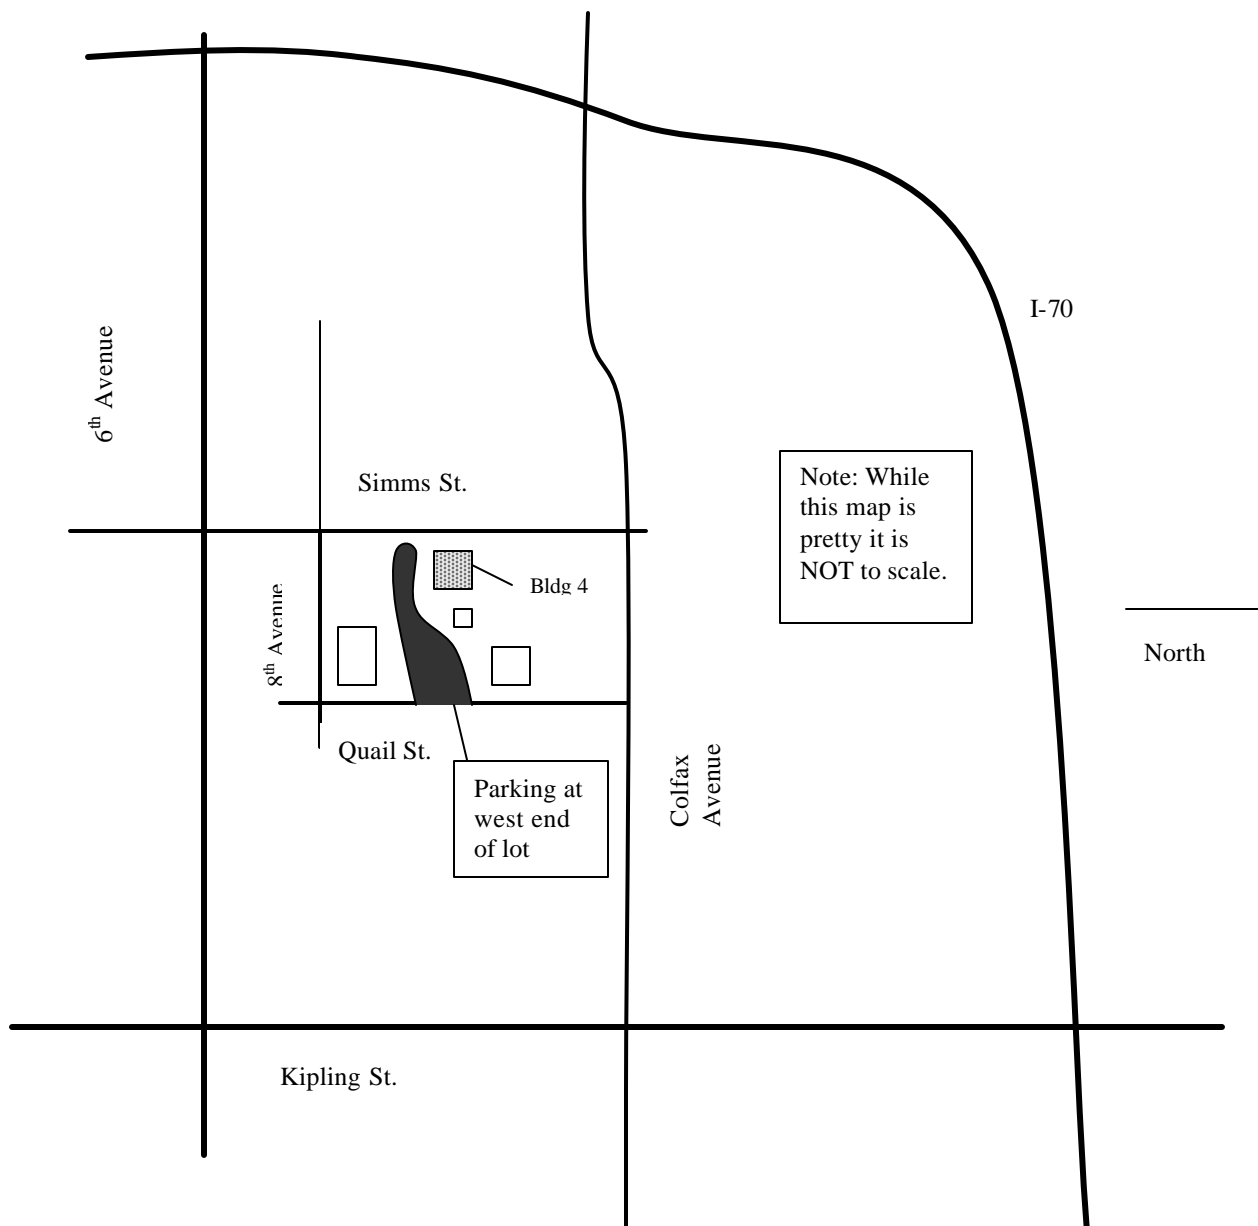 I-70
6th Avenue
Simms St.
Note: While
this map is
pretty it is
NOT to scale.
Bldg 4
8th Avenue
North
Quail St.
Colfax
Avenue
Parking at
west end
of lot
Kipling St.